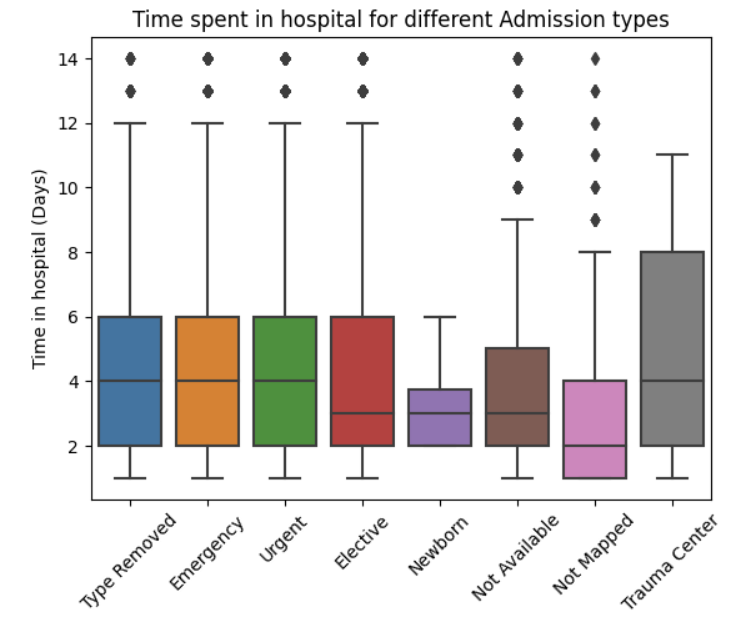 Time spent in hospital for different Admission types
Time in hospital (Days)
14
12
10
8
6
4
2
Type Removed
Emergency
Urgent
Elective
Newborn
Not Available
Not Mapped
Trauma Center